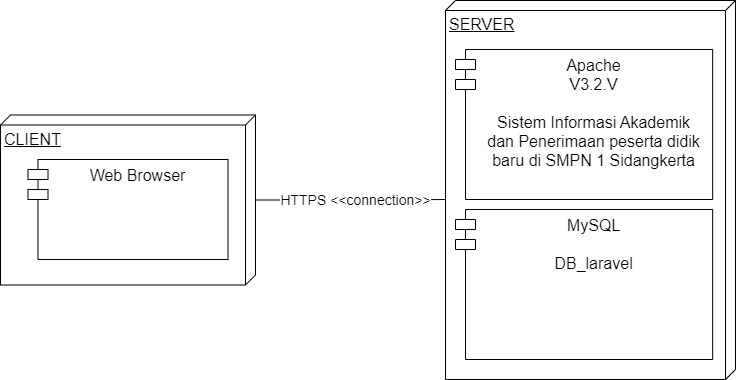 CLIENT
Web Browser
HTTPS <<connection>>
SERVER
Apache
V3.2.V
Sistem Informasi Akademik
dan Penerimaan peserta didik
baru di SMPN 1 Sidangkerta
MySQL
DB_laravel